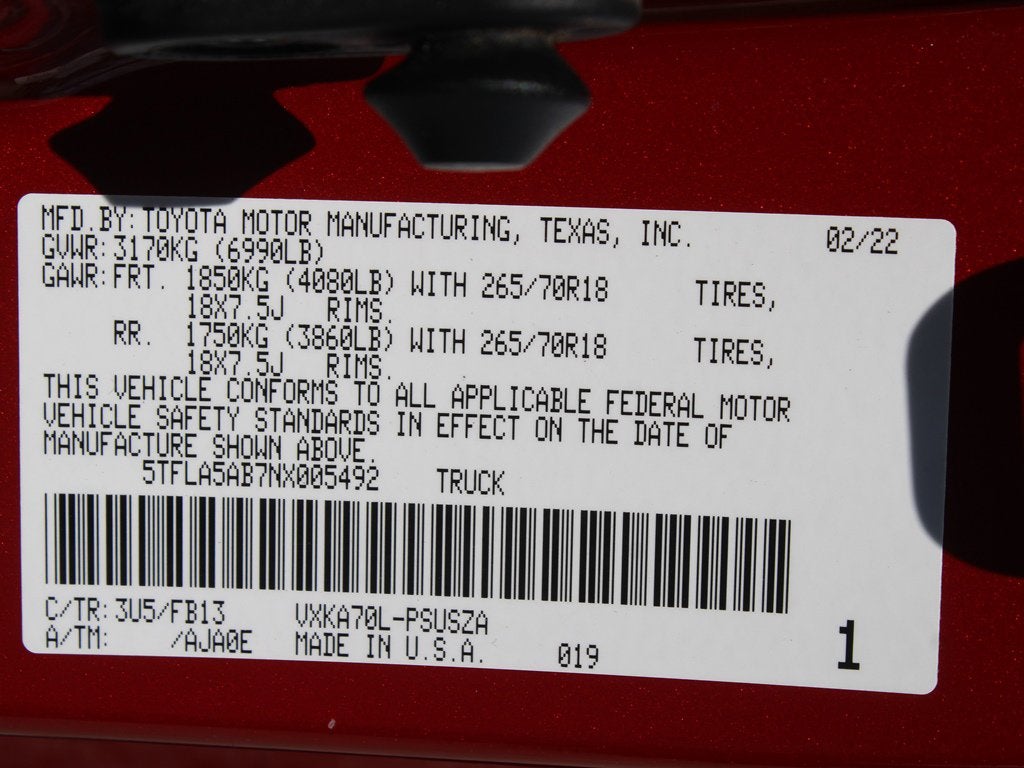 MFD.BY: TOYOTA MOTOR MANUFACTURING, TEXAS, INC. 02/22
GVWR: 3170KG (6990LB)
GAWR: FRT. 1850KG (4080LB) WITH 265/70R18 TIRES,
18X7.5J RIMS,
RR. 1750KG (3860LB) WITH 265/70R18 TIRES,
18X7.5J RIMS.
THIS VEHICLE CONFORMS TO ALL APPLICABLE FEDERAL MOTOR
VEHICLE SAFETY STANDARDS IN EFFECT ON THE DATE OF
MANUFACTURE SHOWN ABOVE.
5TFLA5AB7NX005492 TRUCK
C/TR: 3U5/FB13 VXKA70L-PSUSZA
A/TM: /AJA0E MADE IN U.S.A. 019 1